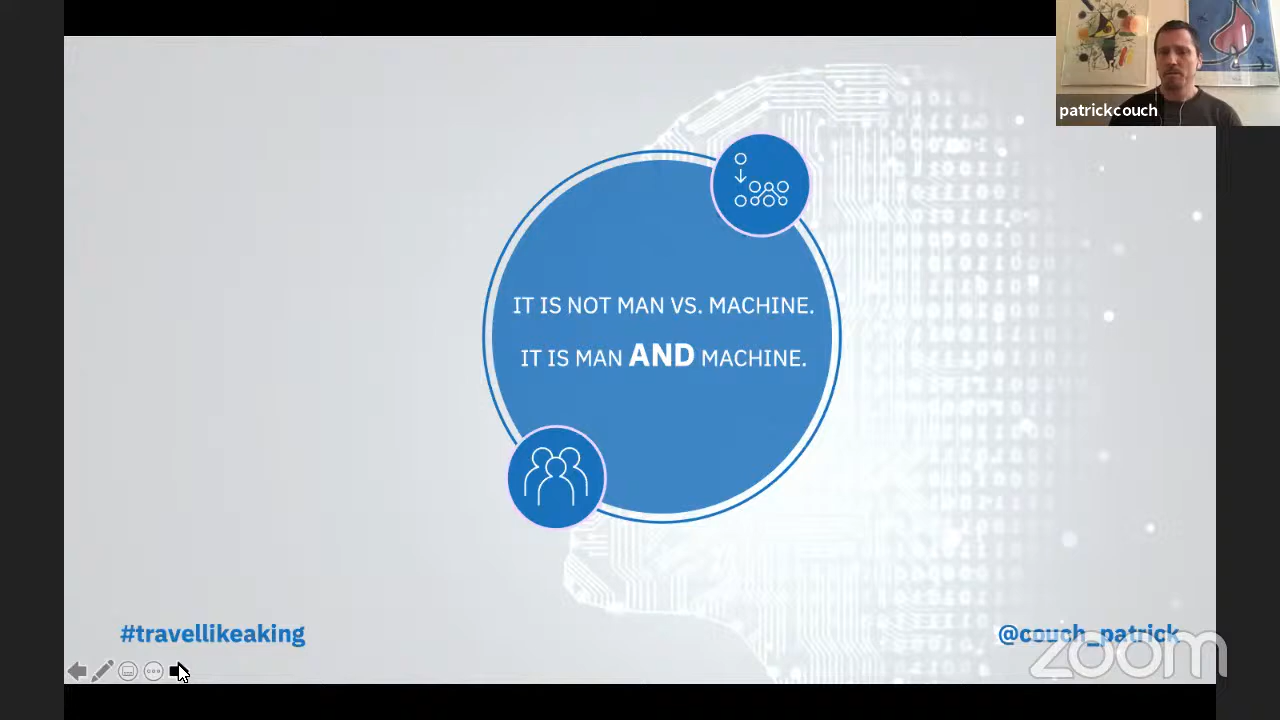 patrickcouch
IT IS NOT MAN VS. MACHINE.
IT IS MAN AND MACHINE.
#travellikeaking
@couch_patrick
zoom